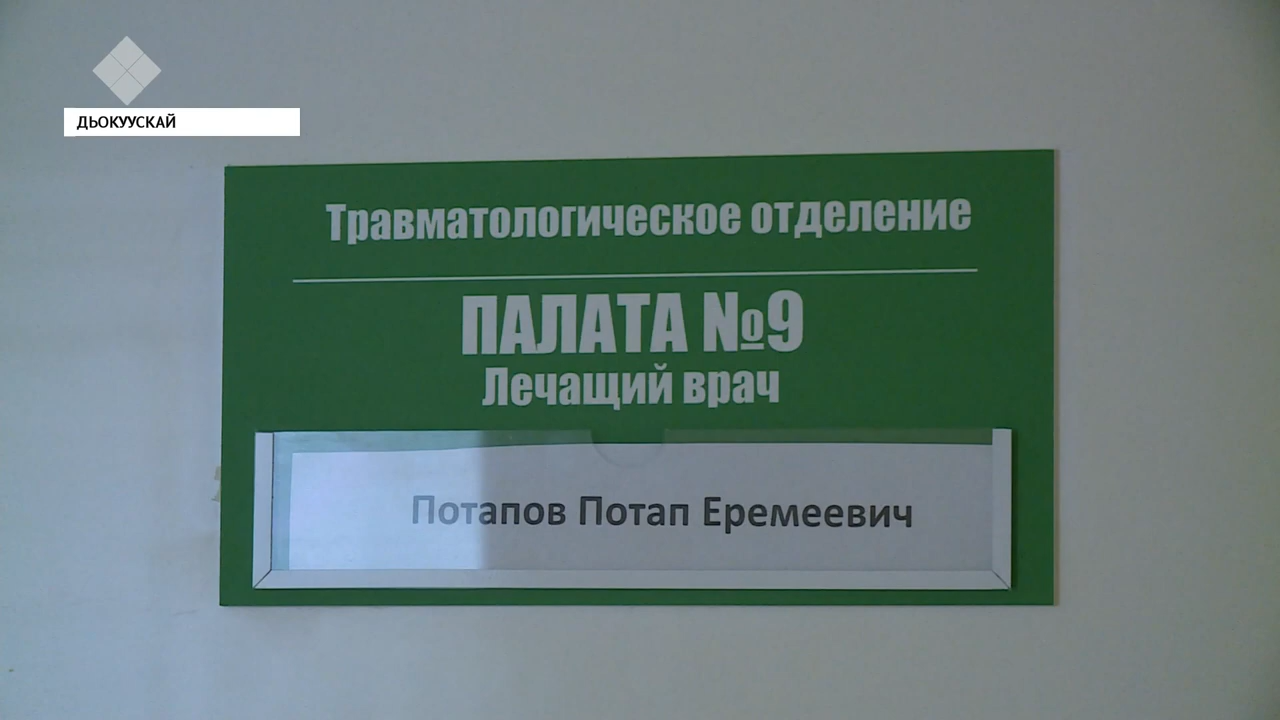 ДЬОКУУСКАЙ
Травматологическое отделение
ПАЛАТА №9
Лечащий врач
Потапов Потап Еремеевич